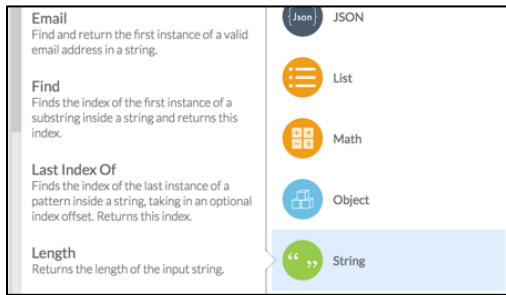 Email
Find and return the first instance of a valid
email address in a string.
Find
Finds the index of the first instance of a
substring inside a string and returns this
index.
Last Index Of
Finds the index of the last instance of a
pattern inside a string, taking in an optional
index offset. Returns this index.
Length
Returns the length of the input string.
{Json} JSON
List
Math
Object
“ ” String